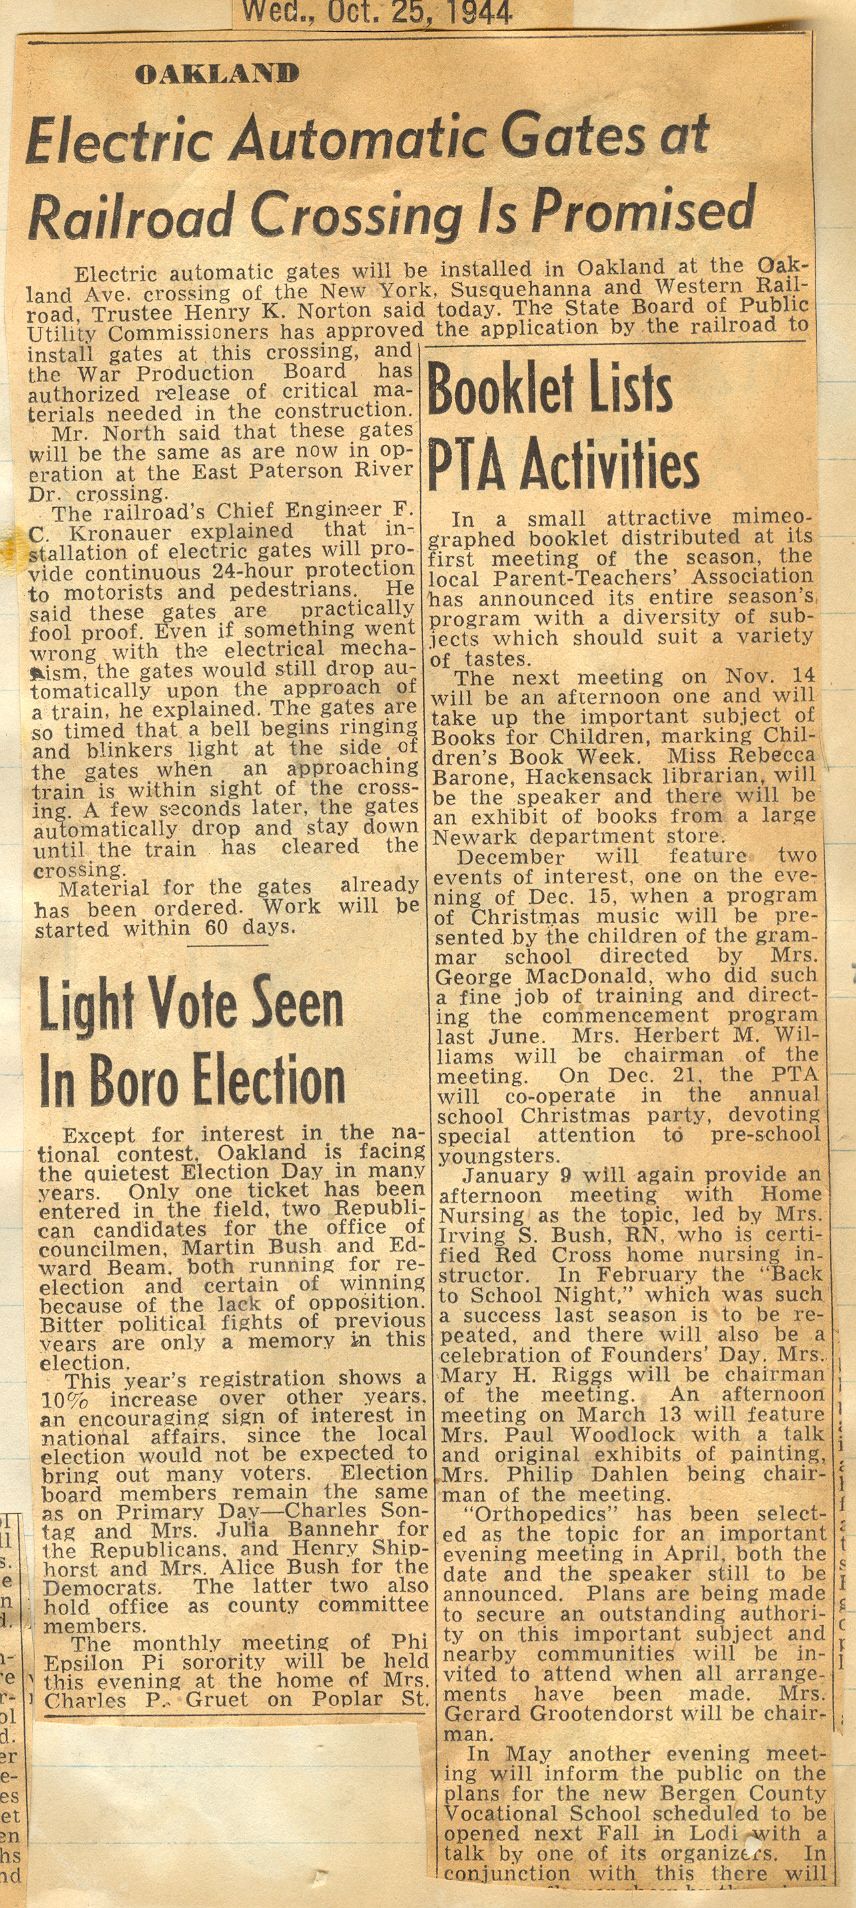 Wed., Oct. 25, 1944
OAKLAND
Electric Automatic Gates at
Railroad Crossing Is Promised
Electric automatic gates will be installed in Oakland at the Oak-
land Ave. crossing of the New York, Susquehanna and Western Rail-
road, Trustee Henry K. Norton said today. The State Board of Public
Utility Commissioners has approved the application by the railroad to
install gates at this crossing, and
the War Production Board has
authorized release of critical ma-
terials needed in the construction.
Mr. North said that these gates
will be the same as are now in op-
eration at the East Paterson River
Dr. crossing.
The railroad's Chief Engineer F.
C. Kronauer explained that in-
stallation of electric gates will pro-
vide continuous 24-hour protection
to motorists and pedestrians. He
said these gates are practically
fool proof. Even if something went
wrong with the electrical mecha-
nism, the gates would still drop au-
tomatically upon the approach of
a train, he explained. The gates are
so timed that a bell begins ringing
and blinkers light at the side of
the gates when an approaching
train is within sight of the cross-
ing. A few seconds later, the gates
automatically drop and stay down
until the train has cleared the
crossing.
Material for the gates already
has been ordered. Work will be
started within 60 days.
Light Vote Seen
In Boro Election
Except for interest in the na-
tional contest, Oakland is facing
the quietest Election Day in many
years. Only one ticket has been
entered in the field, two Republi-
can candidates for the office of
councilmen, Martin Bush and Ed-
ward Beam, both running for re-
election and certain of winning
because of the lack of opposition.
Bitter political fights of previous
years are only a memory in this
election.
This year's registration shows a
10% increase over other years,
an encouraging sign of interest in
national affairs, since the local
election would not be expected to
bring out many voters. Election
board members remain the same
as on Primary Day—Charles Son-
tag and Mrs. Julia Bannehr for
the Republicans, and Henry Ship-
horst and Mrs. Alice Bush for the
Democrats. The latter two also
hold office as county committee
members.
The monthly meeting of Phi
Epsilon Pi sorority will be held
this evening at the home of Mrs.
Charles P. Gruet on Poplar St.
Booklet Lists
PTA Activities
In a small attractive mimeo-
graphed booklet distributed at its
first meeting of the season, the
local Parent-Teachers' Association
has announced its entire season's
program with a diversity of sub-
jects which should suit a variety
of tastes.
The next meeting on Nov. 14
will be an afternoon one and will
take up the important subject of
Books for Children, marking Chil-
dren's Book Week. Miss Rebecca
Barone, Hackensack librarian, will
be the speaker and there will be
an exhibit of books from a large
Newark department store.
December will feature two
events of interest, one on the eve-
ning of Dec. 15, when a program
of Christmas music will be pre-
sented by the children of the gram-
mar school directed by Mrs.
George MacDonald, who did such
a fine job of training and direct-
ing the commencement program
last June. Mrs. Herbert M. Wil-
liams will be chairman of the
meeting. On Dec. 21, the PTA
will co-operate in the annual
school Christmas party, devoting
special attention to pre-school
youngsters.
January 9 will again provide an
afternoon meeting with Home
Nursing as the topic, led by Mrs.
Irving S. Bush, RN, who is certi-
fied Red Cross home nursing in-
structor. In February the "Back
to School Night," which was such
a success last season is to be re-
peated, and there will also be a
celebration of Founders' Day. Mrs.
Mary H. Riggs will be chairman
of the meeting. An afternoon
meeting on March 13 will feature
Mrs. Paul Woodlock with a talk
and original exhibits of painting,
Mrs. Philip Dahlen being chair-
man of the meeting.
"Orthopedics" has been select-
ed as the topic for an important
evening meeting in April, both the
date and the speaker still to be
announced. Plans are being made
to secure an outstanding authori-
ty on this important subject and
nearby communities will be in-
vited to attend when all arrange-
ments have been made. Mrs.
Gerard Grootendorst will be chair-
man.
In May another evening meet-
ing will inform the public on the
plans for the new Bergen County
Vocational School scheduled to be
opened next Fall in Lodi with a
talk by one of its organizers. In
conjunction with this there will